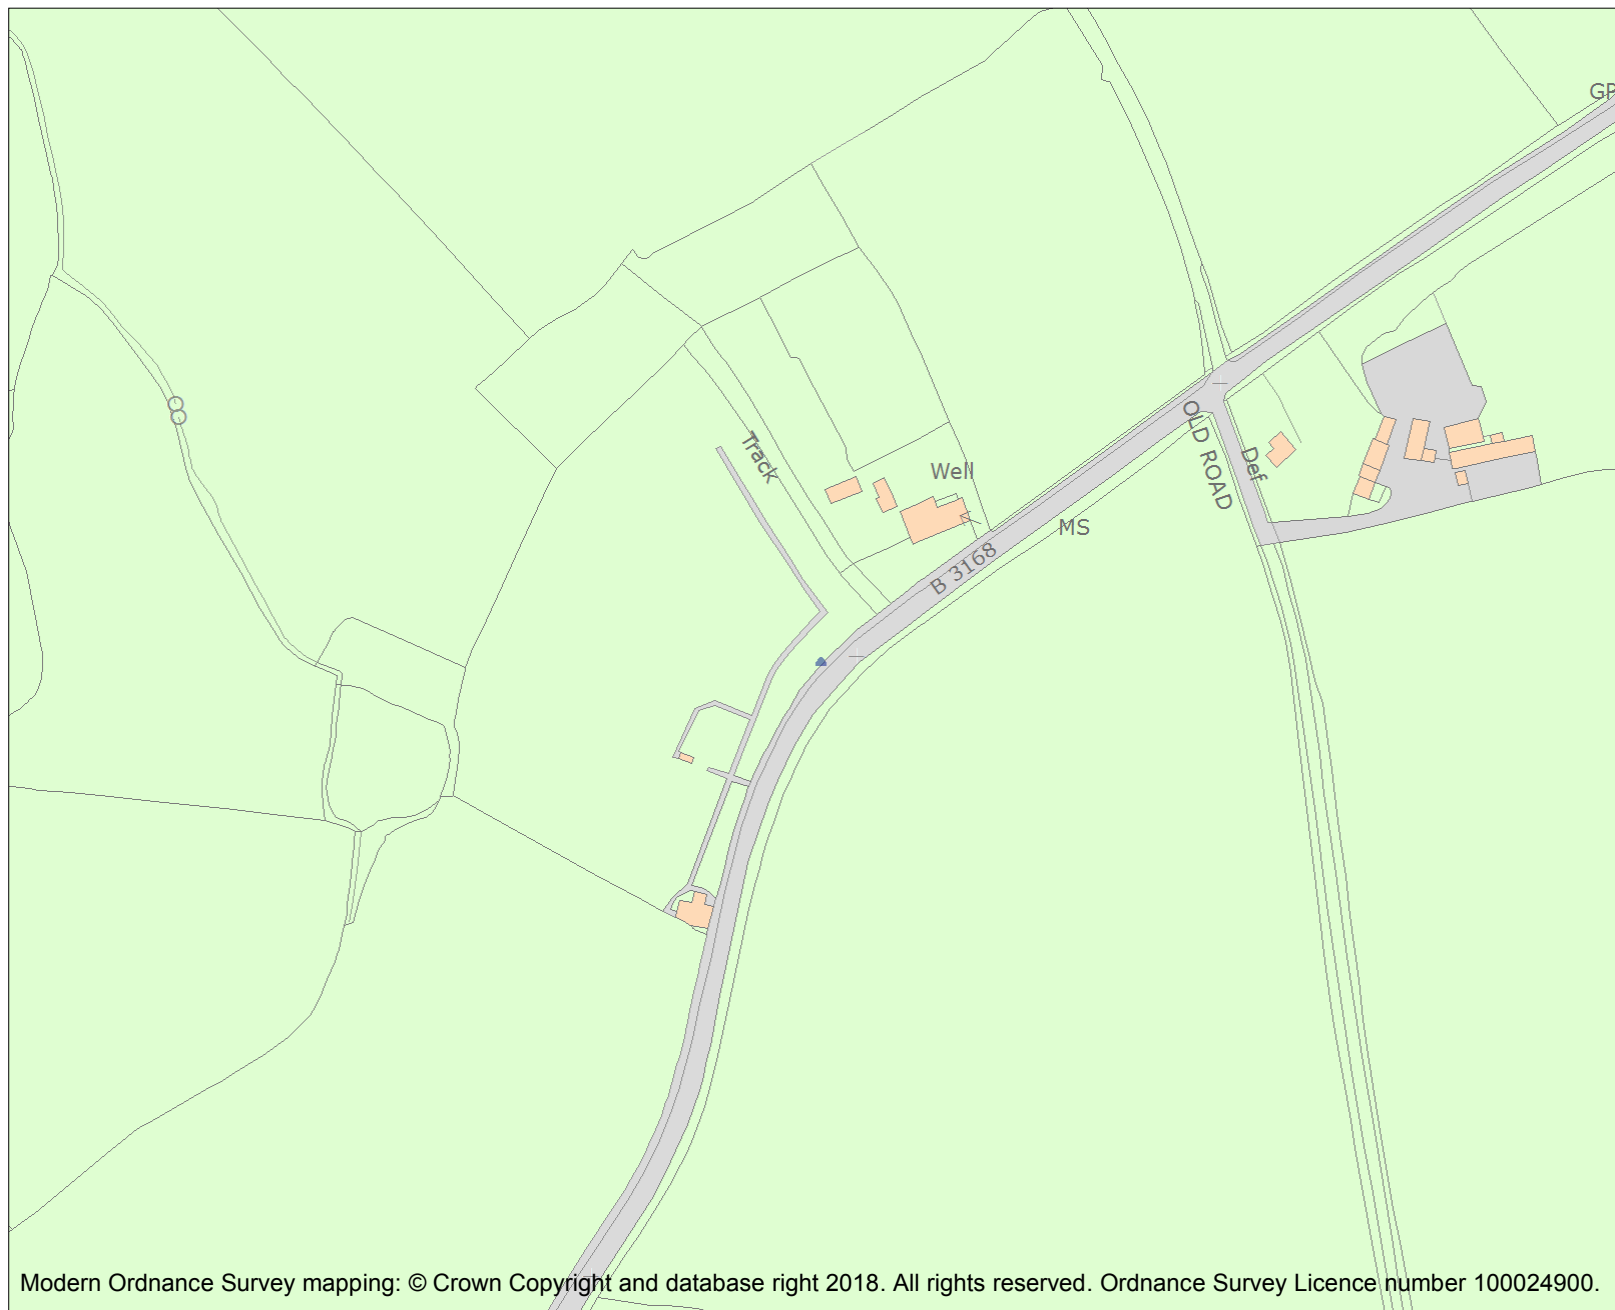 GP
Track
OLD ROAD
Def
Well
MS
B 3168
Modern Ordnance Survey mapping: © Crown Copyright and database right 2018. All rights reserved. Ordnance Survey Licence number 100024900.